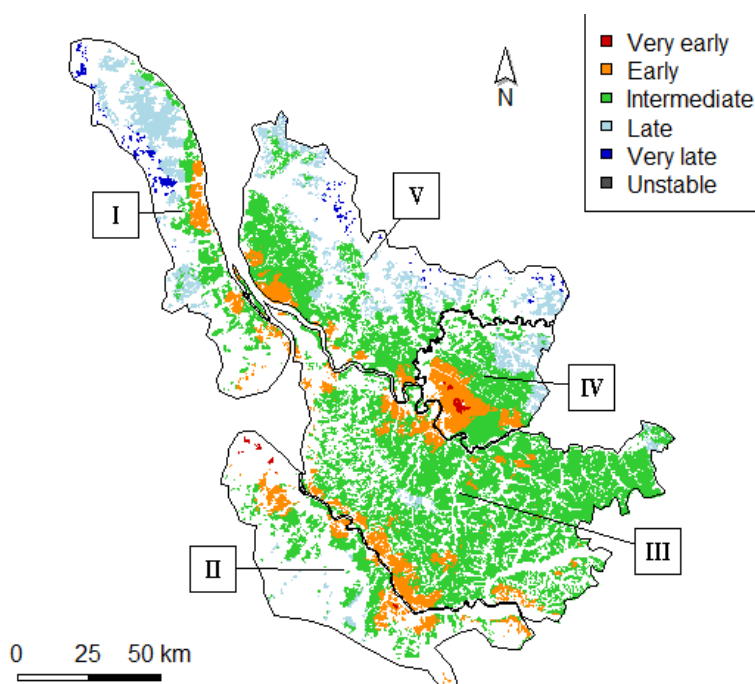 Very early
Early
Intermediate
Late
Very late
Unstable
N
V
I
IV
III
II
0 25 50 km